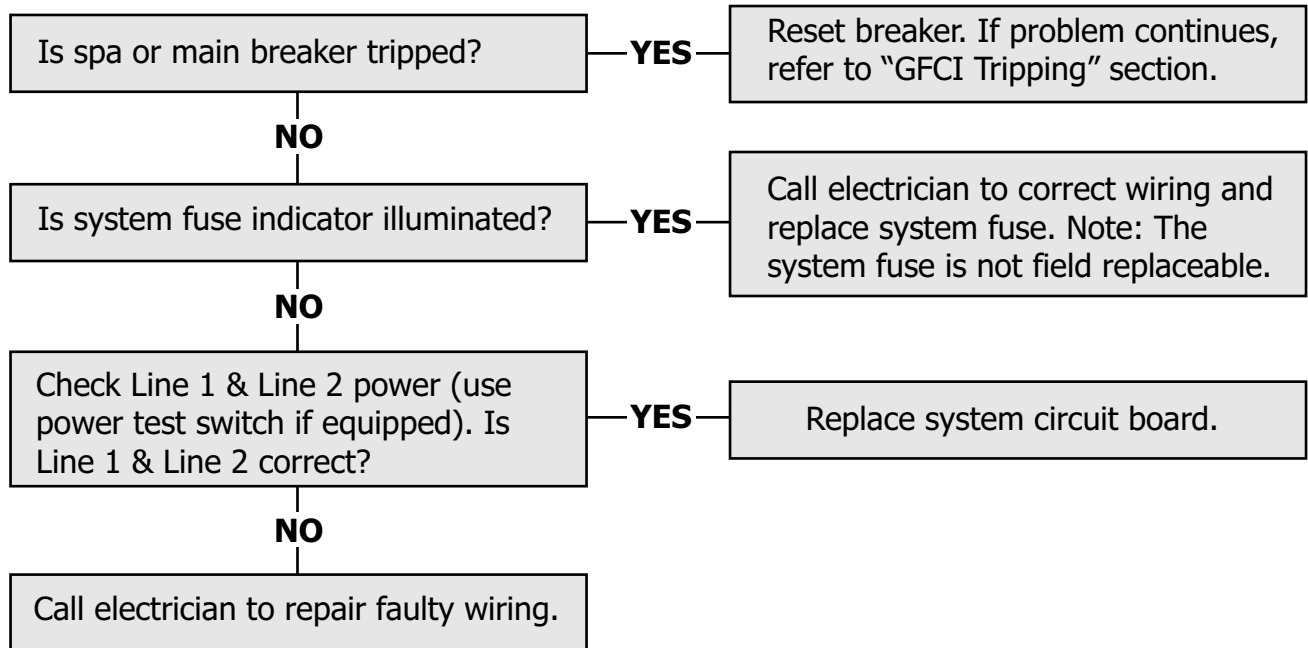 Is spa or main breaker tripped?
YES
Reset breaker. If problem continues,
refer to “GFCI Tripping” section.
NO
Is system fuse indicator illuminated?
YES
Call electrician to correct wiring and
replace system fuse. Note: The
system fuse is not field replaceable.
NO
Check Line 1 & Line 2 power (use
power test switch if equipped). Is
Line 1 & Line 2 correct?
YES
Replace system circuit board.
NO
Call electrician to repair faulty wiring.